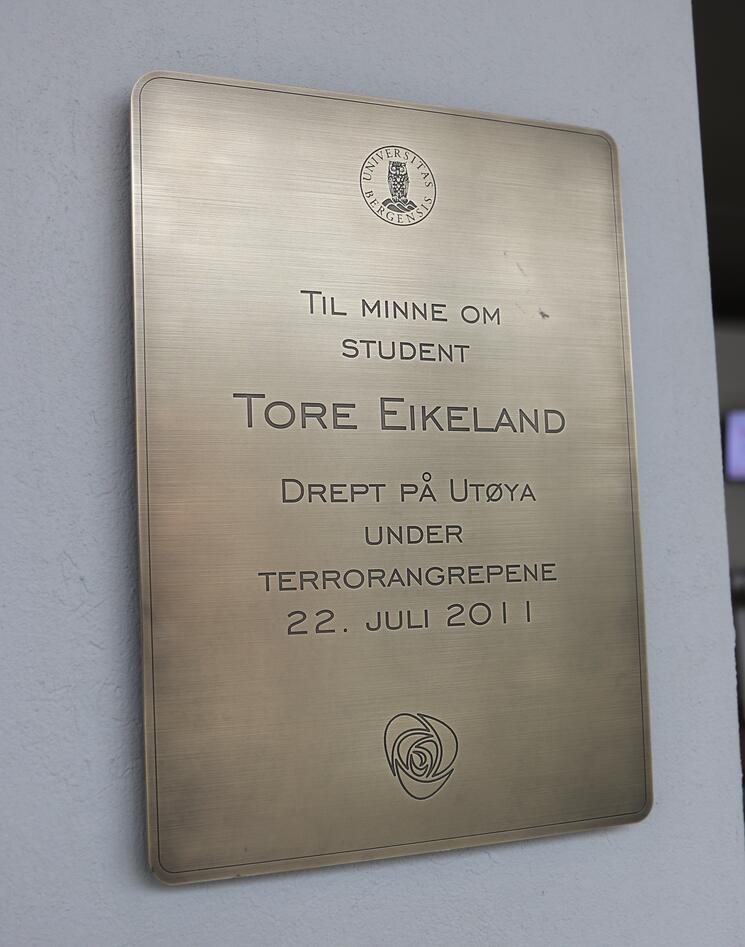 UNIVERSITAS
BERGENSIS
TIL MINNE OM
STUDENT
TORE EIKELAND
DREPT PÅ UTØYA
UNDER
TERRORANGREPENE
22. JULI 2011